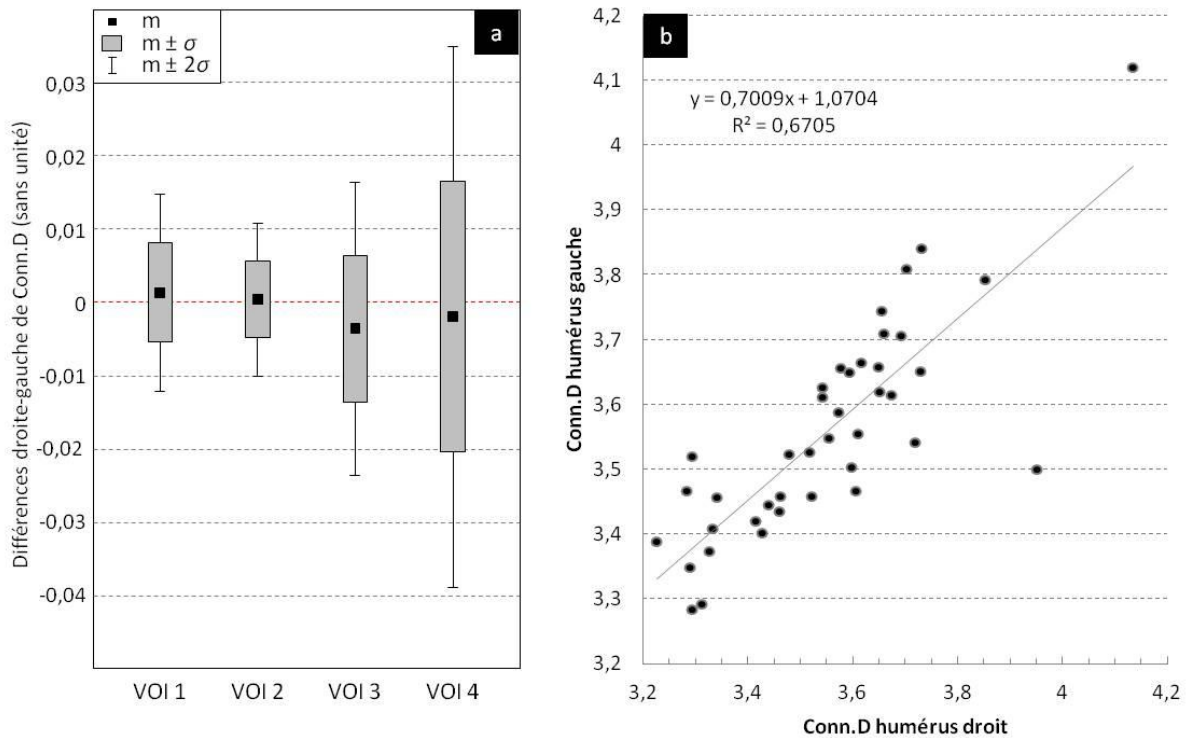 a
m
m ± σ
m ± 2σ
Différences droite-gauche de Conn.D (sans unité)
0,03
0,02
0,01
0
-0,01
-0,02
-0,03
-0,04
VOI 1
VOI 2
VOI 3
VOI 4
b
y = 0,7009x + 1,0704
R² = 0,6705
Conn.D humérus gauche
4,2
4,1
4
3,9
3,8
3,7
3,6
3,5
3,4
3,3
3,2
3,2
3,4
3,6
3,8
4
4,2
Conn.D humérus droit